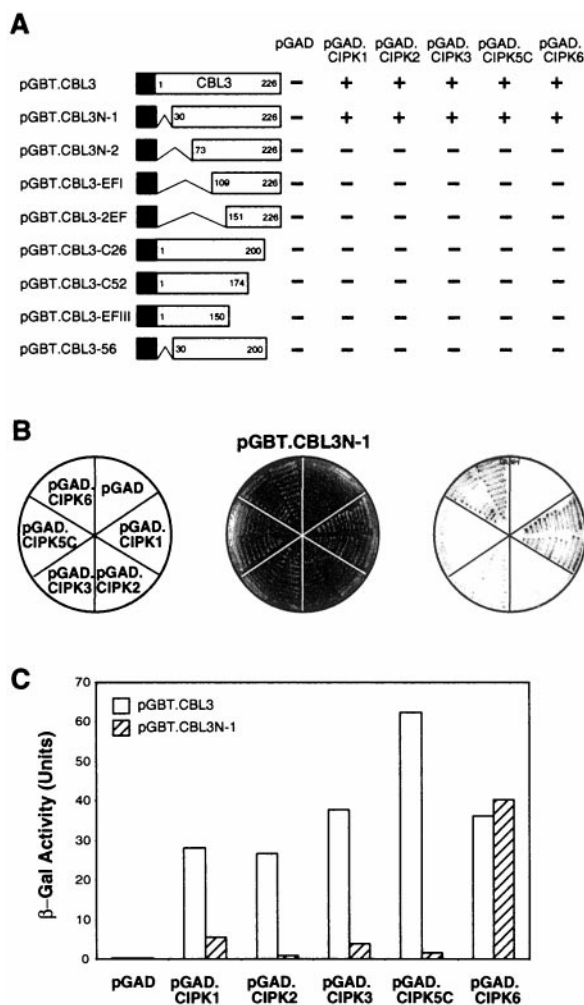 A
pGAD pGAD. pGAD. pGAD. pGAD. pGAD.
CIPK1 CIPK2 CIPK3 CIPK5C CIPK6
pGBT.CBL3 1 CBL3 226 − + + + + +
pGBT.CBL3N-1 30 226 − + + + + +
pGBT.CBL3N-2 73 226 − − − − − −
pGBT.CBL3-EFI 109 226 − − − − − −
pGBT.CBL3-2EF 151 226 − − − − − −
pGBT.CBL3-C26 1 200 − − − − − −
pGBT.CBL3-C52 1 174 − − − − − −
pGBT.CBL3-EFIII 1 150 − − − − − −
pGBT.CBL3-56 30 200 − − − − − −
B
pGBT.CBL3N-1
pGAD.
CIPK6
pGAD
pGAD.
CIPK5C
pGAD.
CIPK1
pGAD.
CIPK3
pGAD.
CIPK2
C
β-Gal Activity (Units)
70
60
50
40
30
20
10
0
pGBT.CBL3
pGBT.CBL3N-1
pGAD pGAD. pGAD. pGAD. pGAD. pGAD.
CIPK1 CIPK2 CIPK3 CIPK5C CIPK6